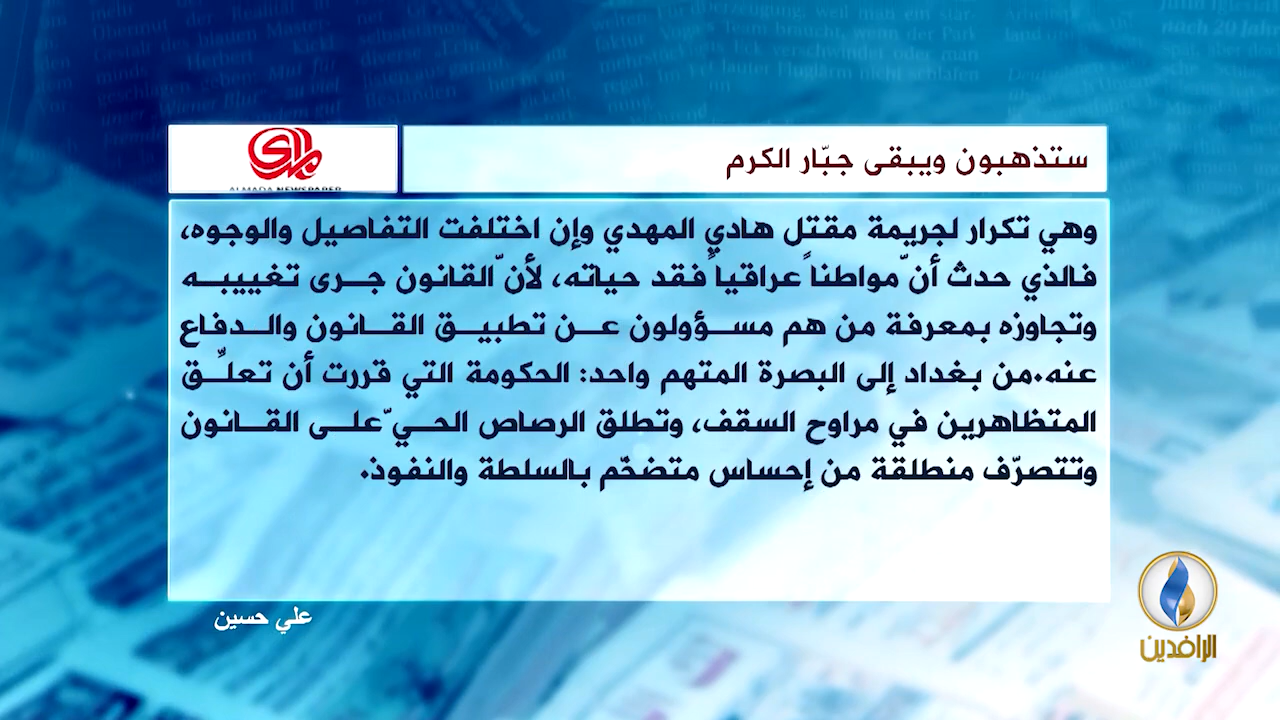 ستذهبون ويبقى جبّار الكرم
ALMADA NEWSPAPER
وهي تكرار لجريمة مقتل هادي المهدي وإن اختلفت التفاصيل والوجوه،
فالذي حدث أنّ مواطناً عراقياً فقد حياته، لأنّ القانون جرى تغييبه
وتجاوزه بمعرفة من هم مسؤولون عن تطبيق القانون والدفاع
عنه.من بغداد إلى البصرة المتهم واحد: الحكومة التي قررت أن تعلِّق
المتظاهرين في مراوح السقف، وتطلق الرصاص الحيّ على القانون
وتتصرّف منطلقة من إحساس متضخّم بالسلطة والنفوذ.
علي حسين
الرافدين